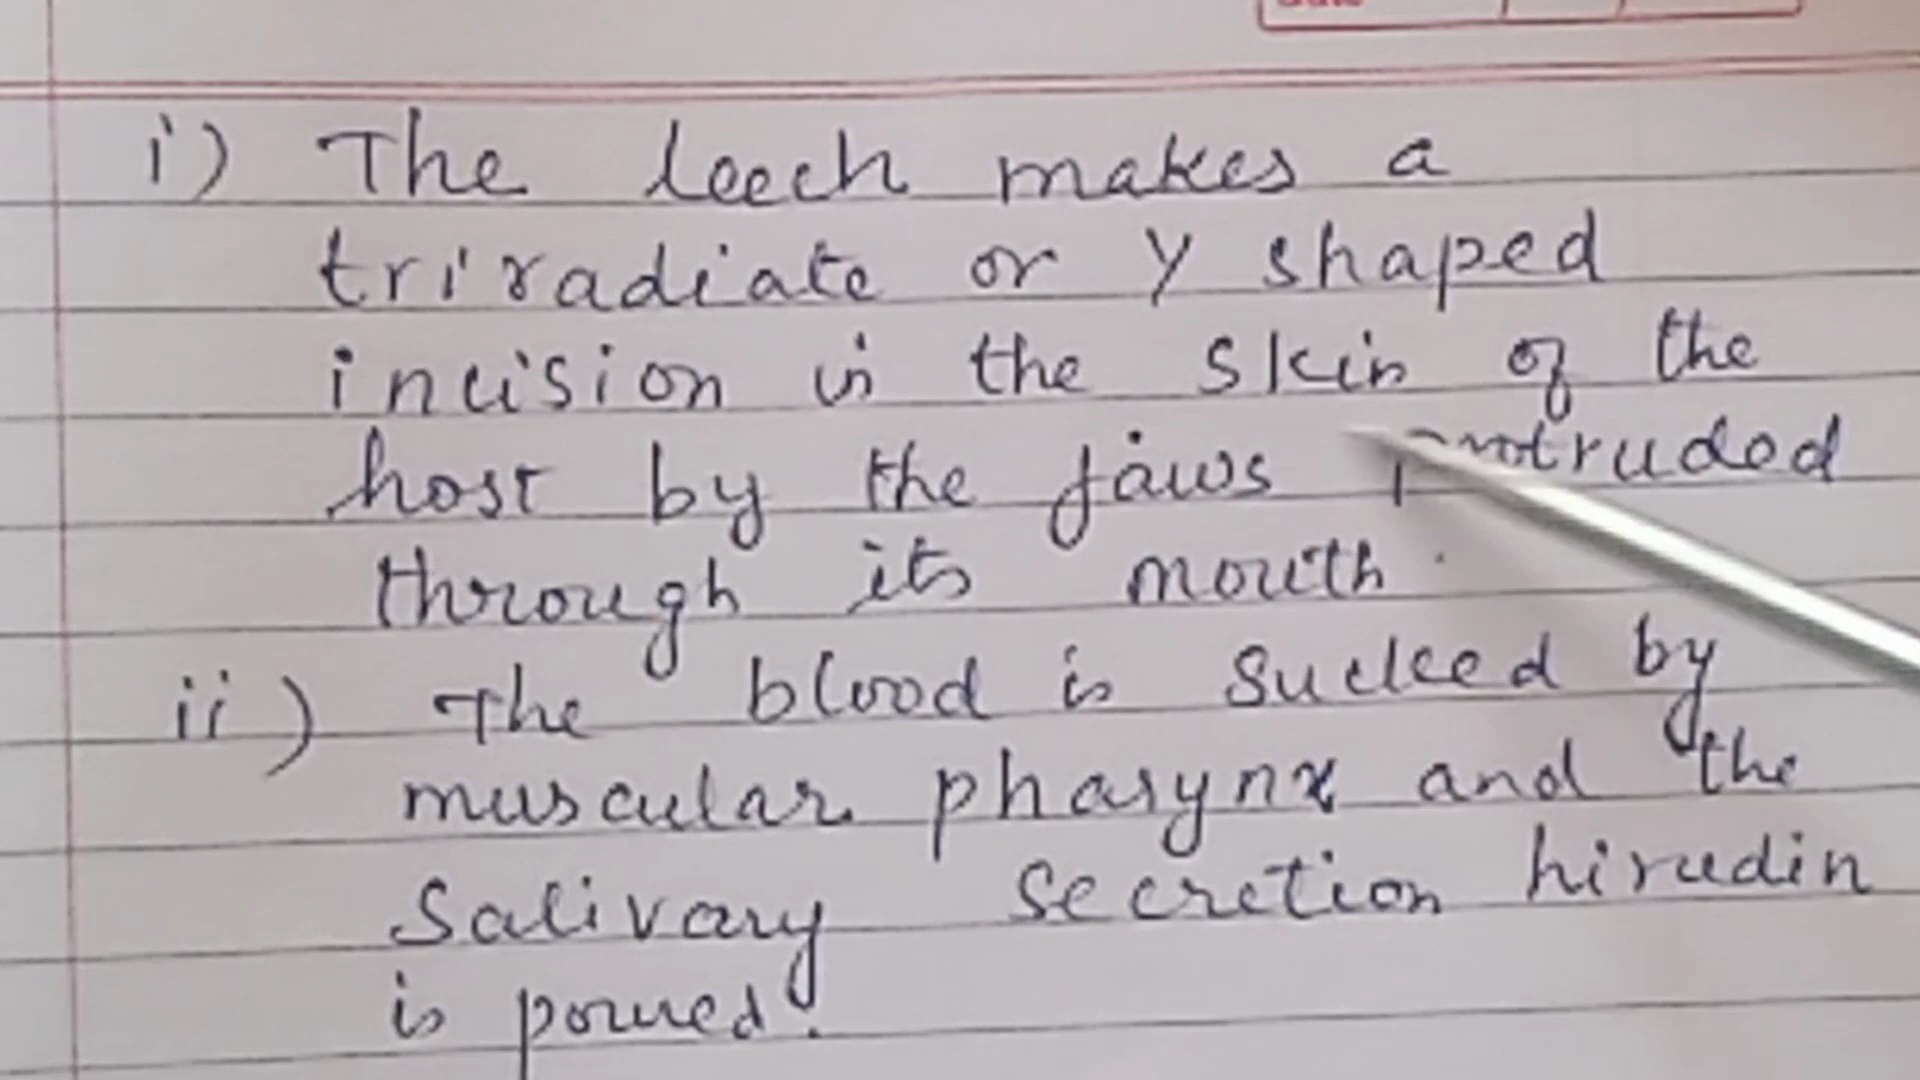 date
i) The leech makes a
triradiate or Y shaped
incision in the skin of the
host by the jaws protruded
through its mouth.
ii) The blood is sucked by
muscular pharynx and the
Salivary secretion hirudin
is poured.